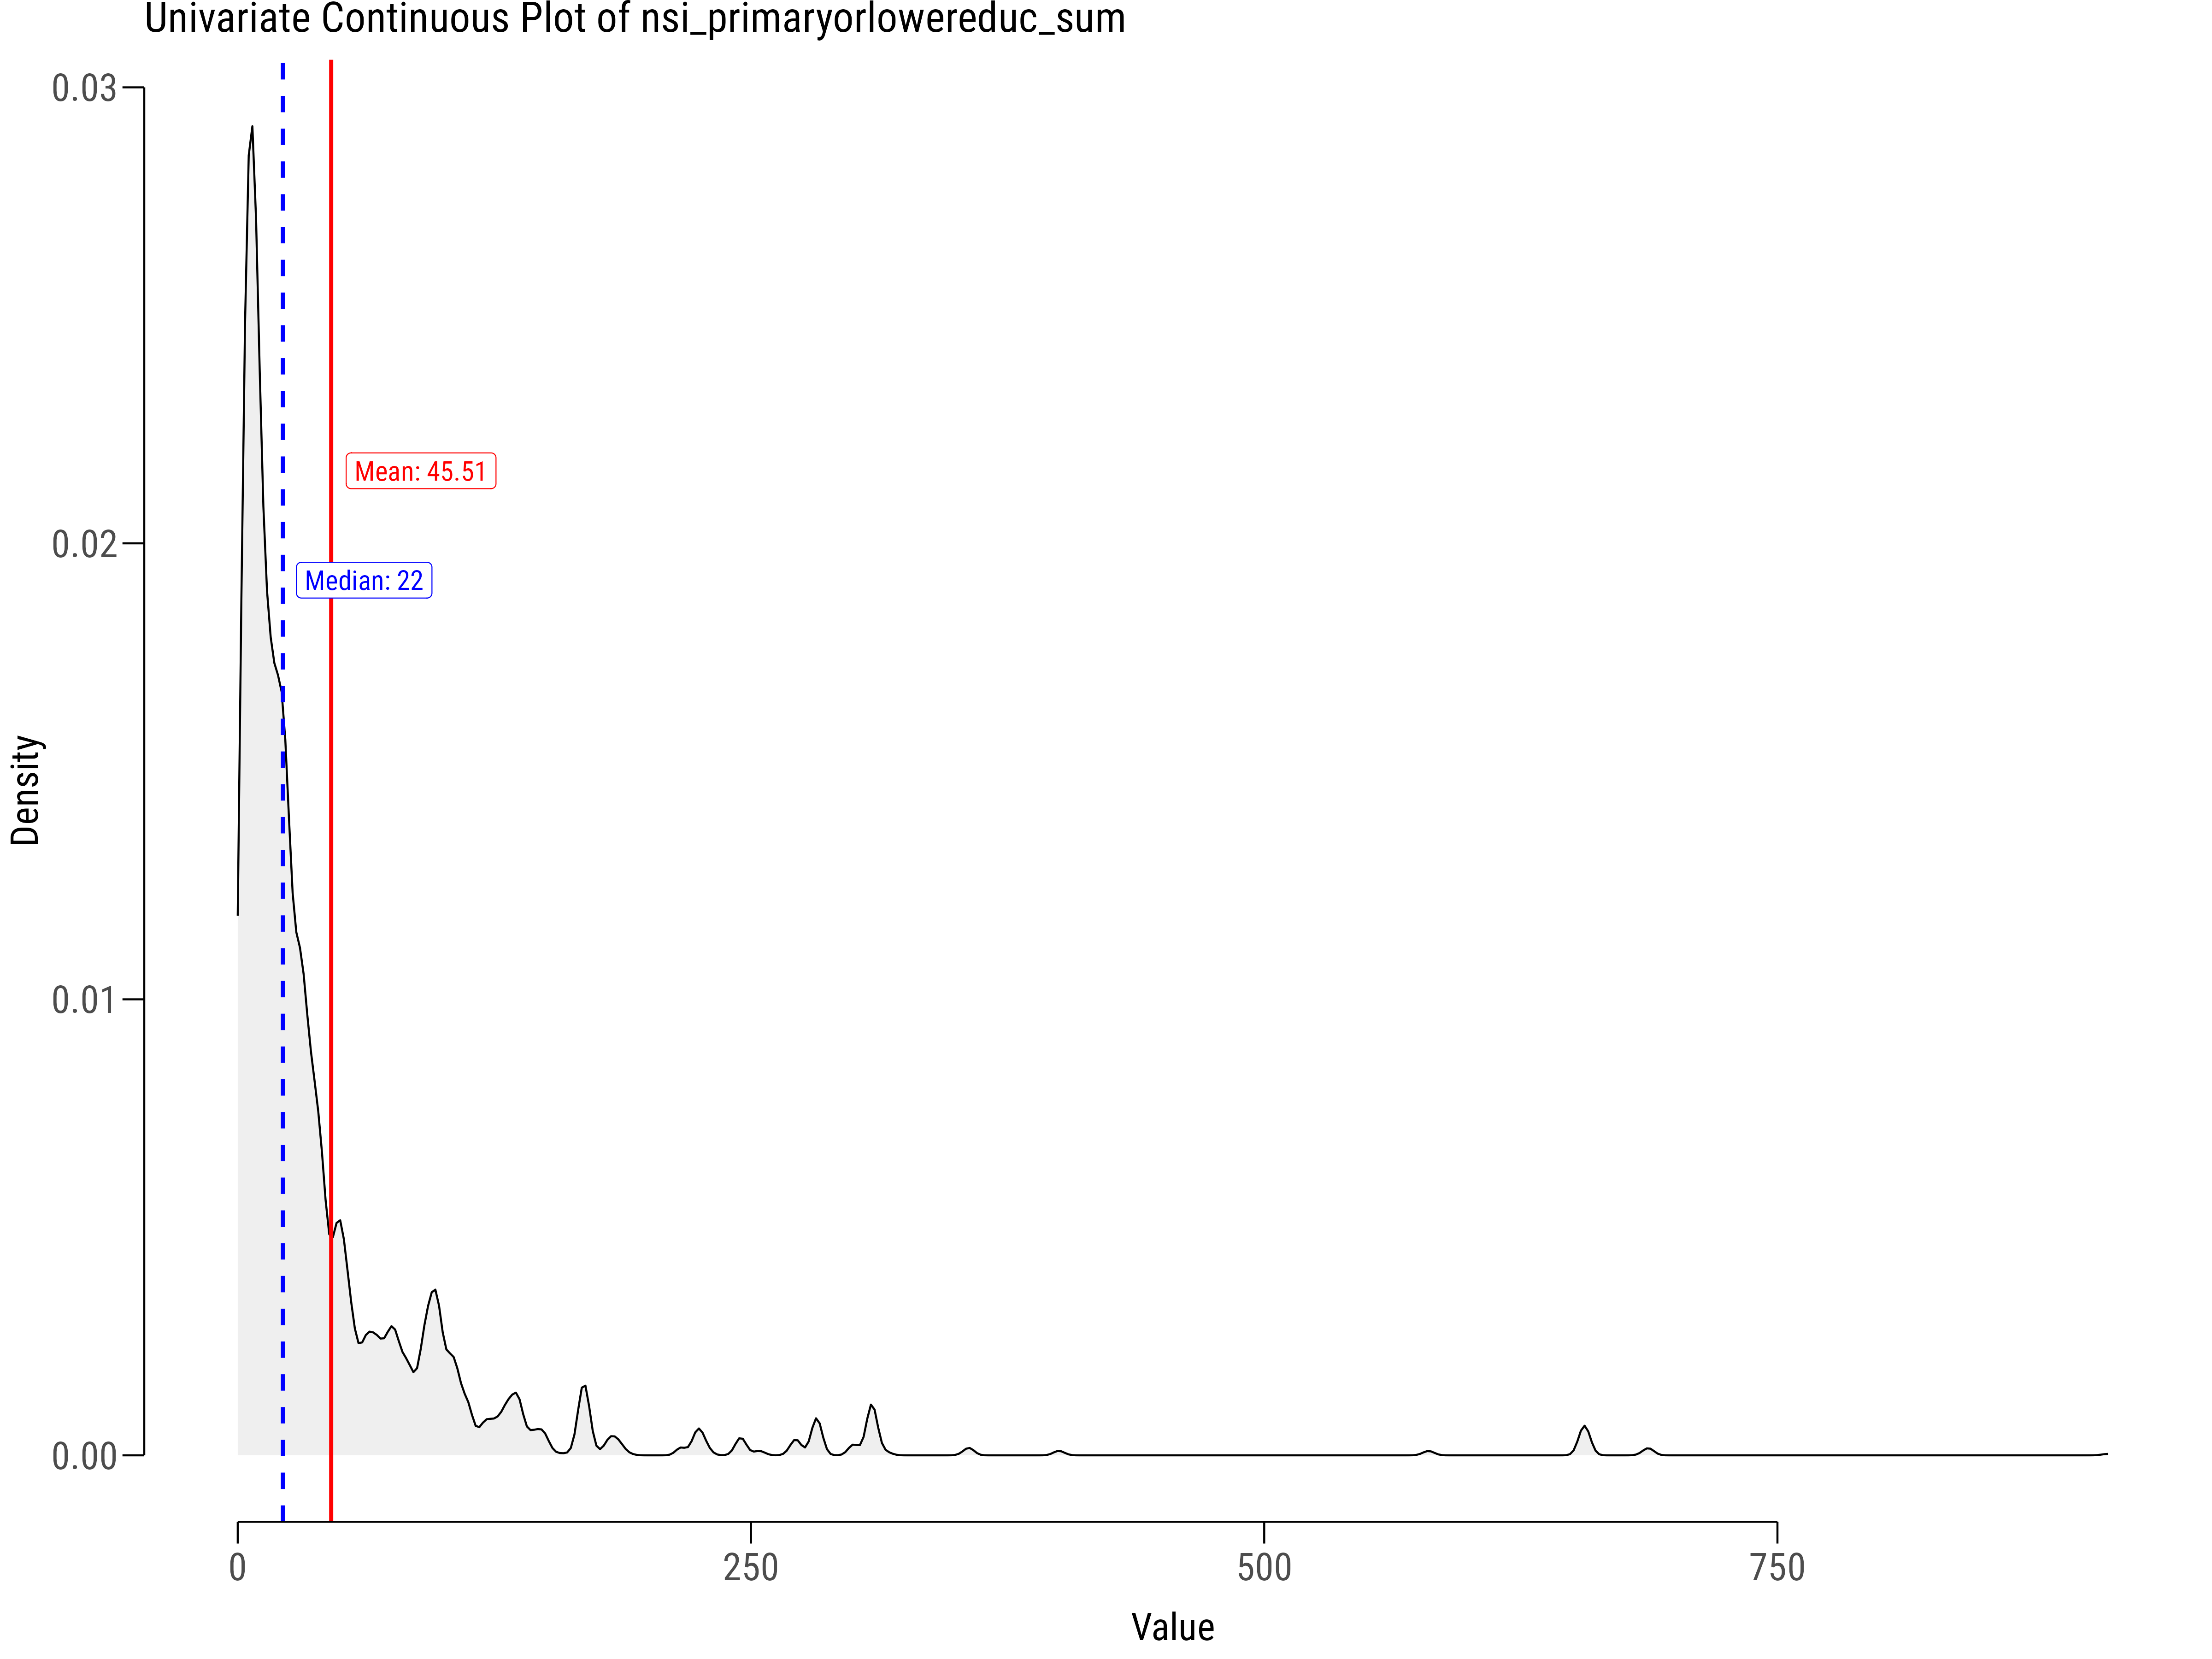 Univariate Continuous Plot of nsi_primaryorlowereduc_sum
0.03
Mean: 45.51
0.02
Median: 22
Density
0.01
0.00
0
250
500
750
Value